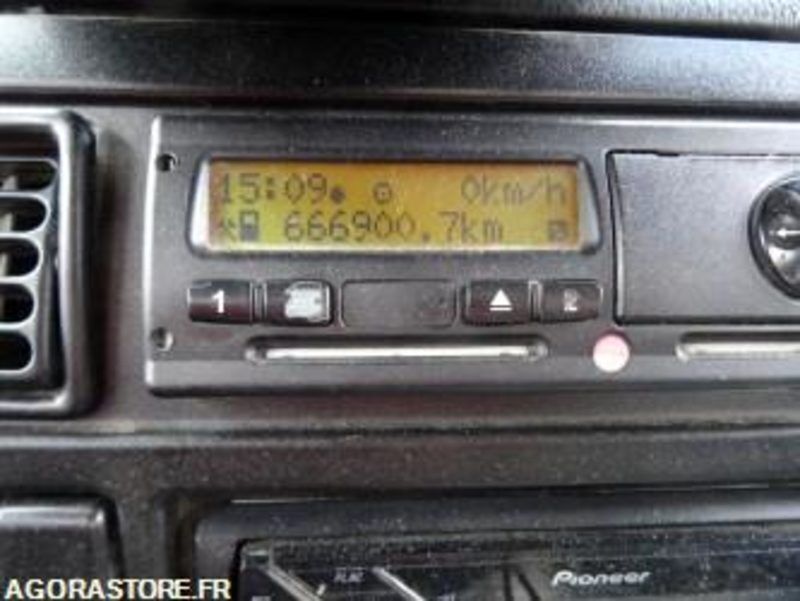 15:09 0km/h
666900.7km
1 2
Pioneer
AGORASTORE.FR